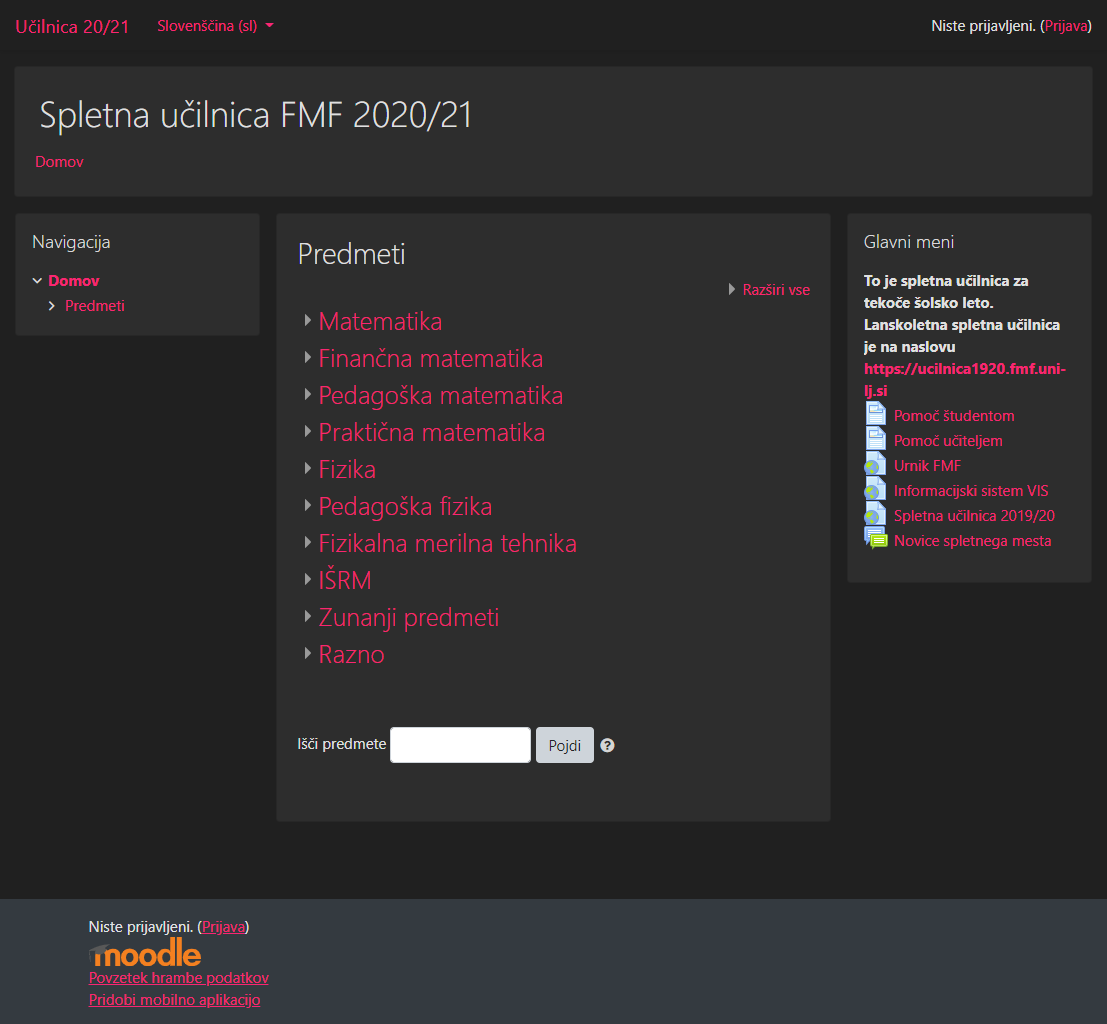 Učilnica 20/21
Slovenščina (sl)
Niste prijavljeni. (Prijava)
Spletna učilnica FMF 2020/21
Domov
Navigacija
Domov
Predmeti
Predmeti
Razširi vse
Matematika
Finančna matematika
Pedagoška matematika
Praktična matematika
Fizika
Pedagoška fizika
Fizikalna merilna tehnika
IŠRM
Zunanji predmeti
Razno
Išči predmete
Pojdi
Glavni meni
To je spletna učilnica za
tekoče šolsko leto.
Lanskoletna spletna učilnica
je na naslovu
https://ucilnica1920.fmf.uni-
lj.si
Pomoč študentom
Pomoč učiteljem
Urnik FMF
Informacijski sistem VIS
Spletna učilnica 2019/20
Novice spletnega mesta
Niste prijavljeni. (Prijava)
moodle
Povzetek hrambe podatkov
Pridobi mobilno aplikacijo